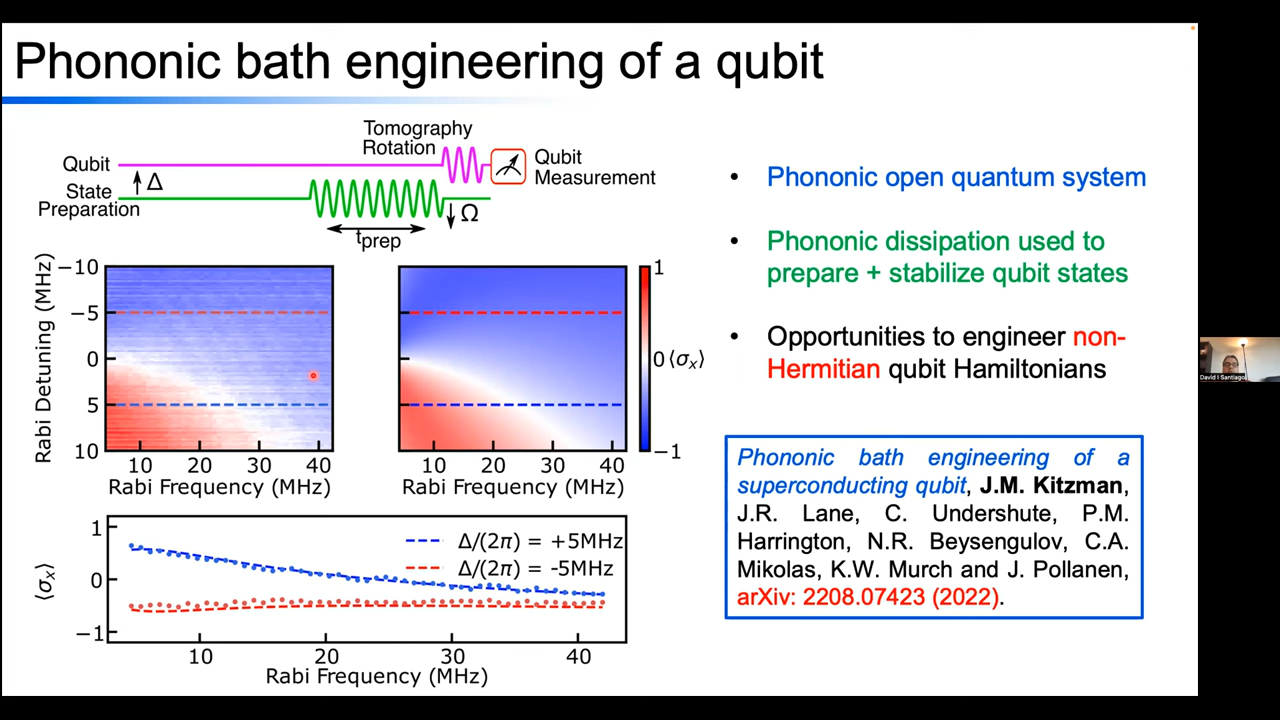 Phononic bath engineering of a qubit
Tomography
Rotation
Qubit
Qubit
Measurement
Δ
State
Preparation
Ω
tprep
Rabi Detuning (MHz)
−10
−5
0
5
10
10 20 30 40
Rabi Frequency (MHz)
10 20 30 40
Rabi Frequency (MHz)
1
0 ⟨σx⟩
−1
⟨σx⟩
1
0
−1
Δ/(2π) = +5MHz
Δ/(2π) = -5MHz
10 20 30 40
Rabi Frequency (MHz)
• Phononic open quantum system
• Phononic dissipation used to
prepare + stabilize qubit states
• Opportunities to engineer non-
Hermitian qubit Hamiltonians
Phononic bath engineering of a
superconducting qubit, J.M. Kitzman,
J.R. Lane, C. Undershute, P.M.
Harrington, N.R. Beysengulov, C.A.
Mikolas, K.W. Murch and J. Pollanen,
arXiv: 2208.07423 (2022).
David I Santiago